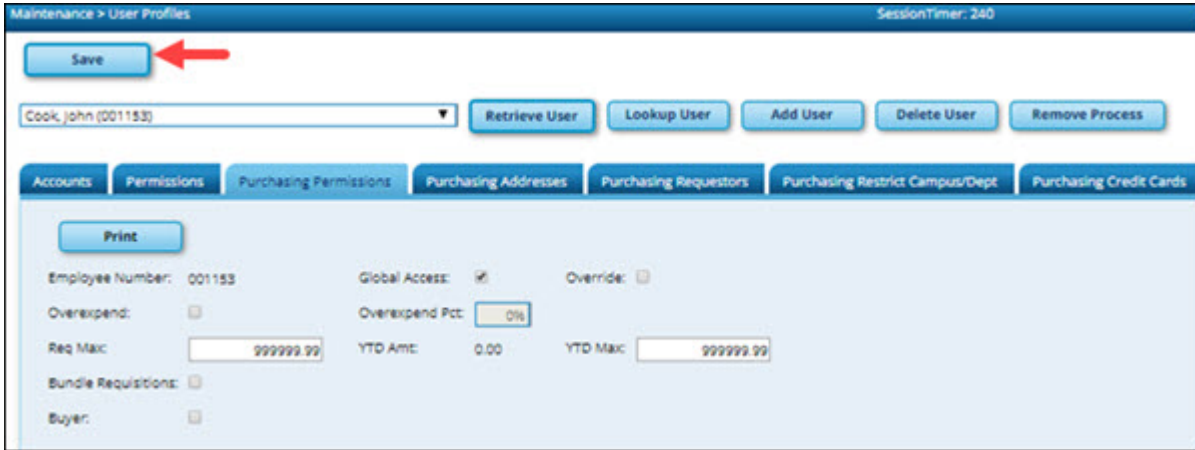 Maintenance > User Profiles SessionTimer: 240
Save
Cook, John (001153) Retrieve User Lookup User Add User Delete User Remove Process
Accounts Permissions Purchasing Permissions Purchasing Addresses Purchasing Requestors Purchasing Restrict Campus/Dept Purchasing Credit Cards
Print
Employee Number: 001153 Global Access: Override:
Overexpend: Overexpend Pct: 0%
Req Max: 999999.99 YTD Amt: 0.00 YTD Max: 999999.99
Bundle Requisitions:
Buyer: